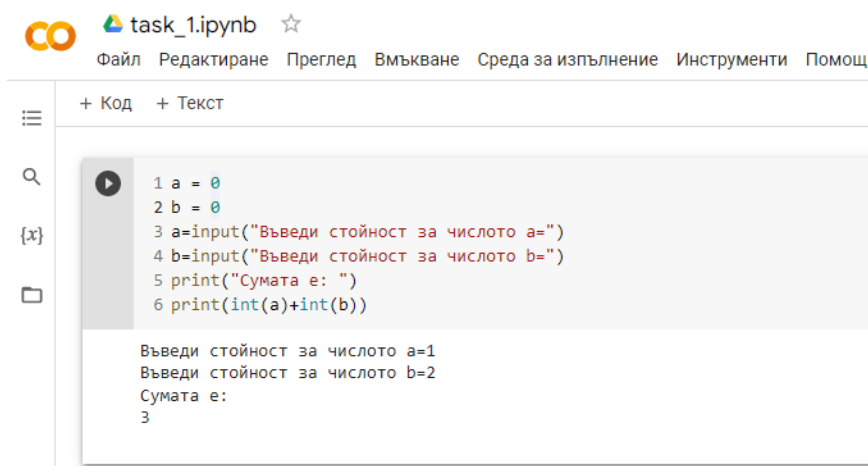 task_1.ipynb
Файл Редактиране Преглед Вмъкване Среда за изпълнение Инструменти Помощ
+ Код + Текст
{x}
1 a = 0
2 b = 0
3 a=input("Въведи стойност за числото a=")
4 b=input("Въведи стойност за числото b=")
5 print("Сумата е: ")
6 print(int(a)+int(b))
Въведи стойност за числото a=1
Въведи стойност за числото b=2
Сумата е:
3